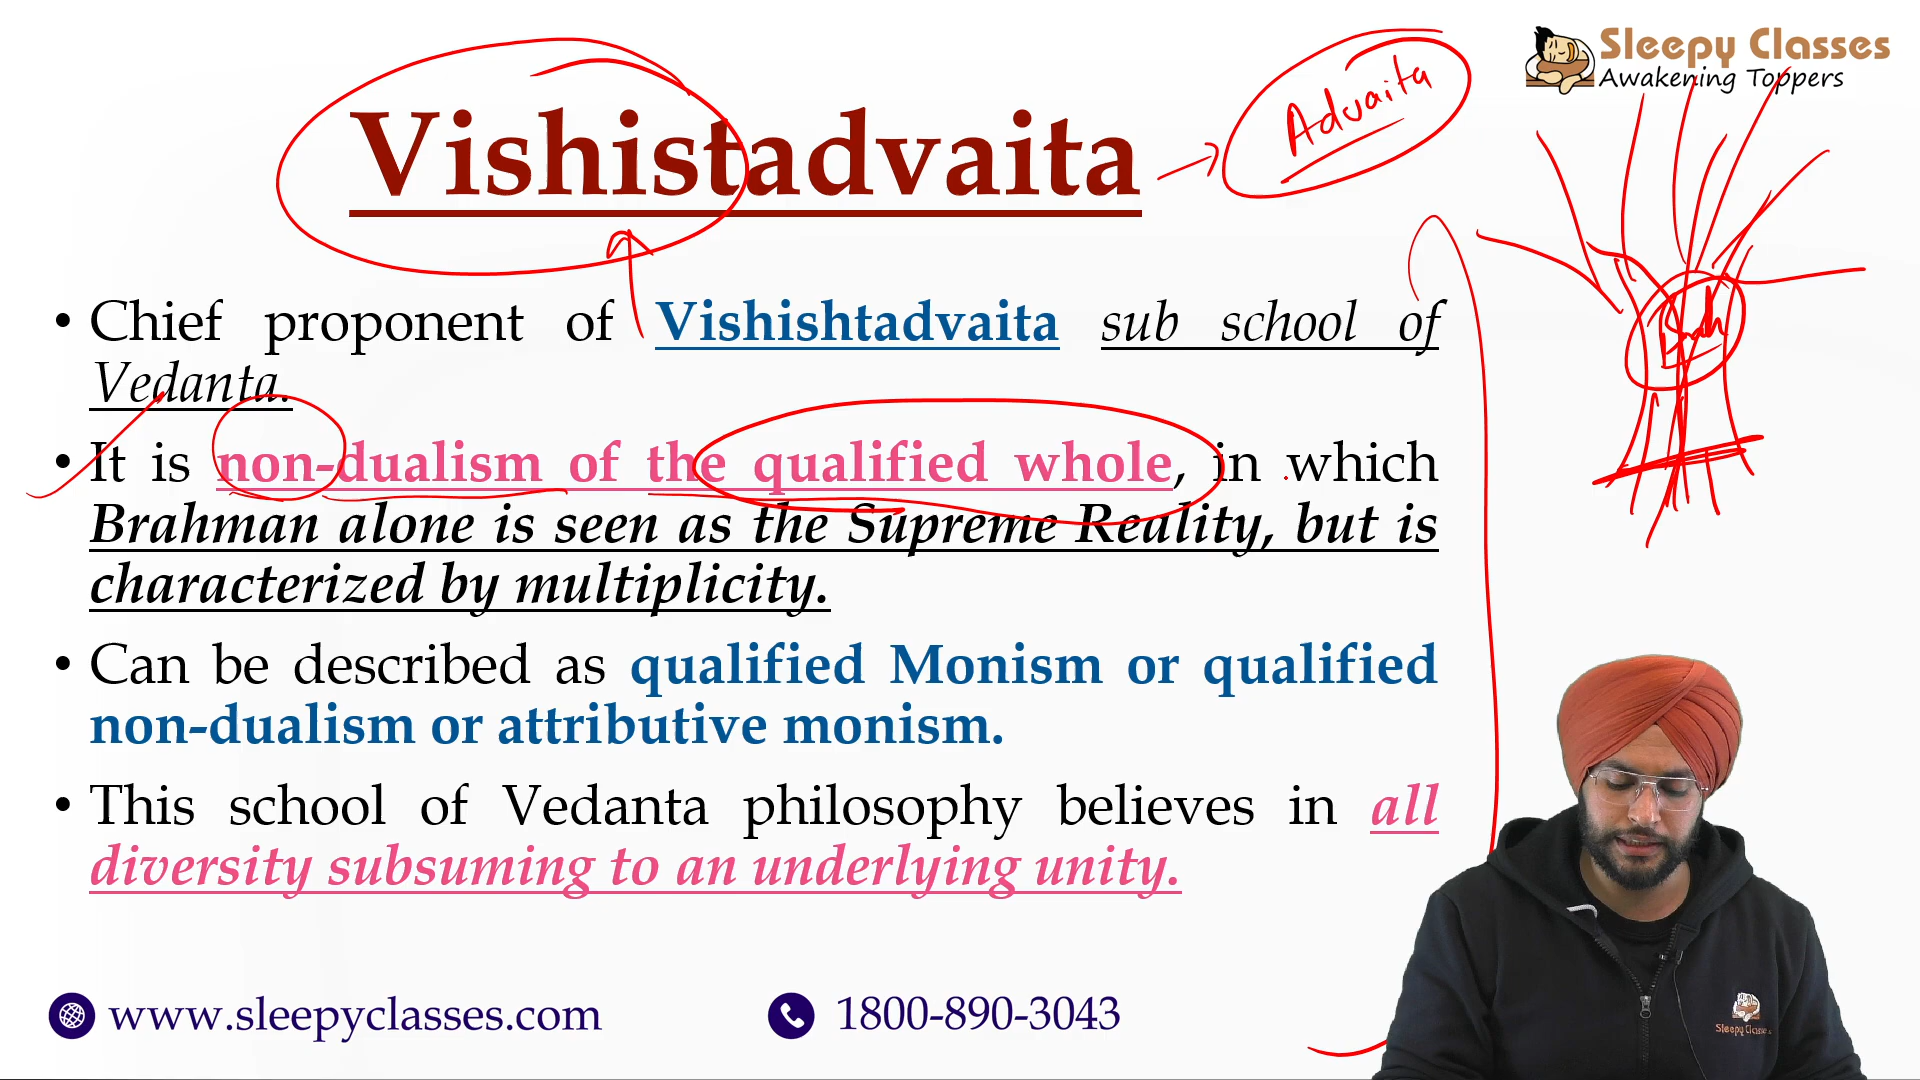 Sleepy Classes
Awakening Toppers
Advaita
Vishistadvaita
• Chief proponent of Vishishtadvaita sub school of
Vedanta.
• It is non-dualism of the qualified whole, in which
Brahman alone is seen as the Supreme Reality, but is
characterized by multiplicity.
• Can be described as qualified Monism or qualified
non-dualism or attributive monism.
• This school of Vedanta philosophy believes in all
diversity subsuming to an underlying unity.
www.sleepyclasses.com
1800-890-3043